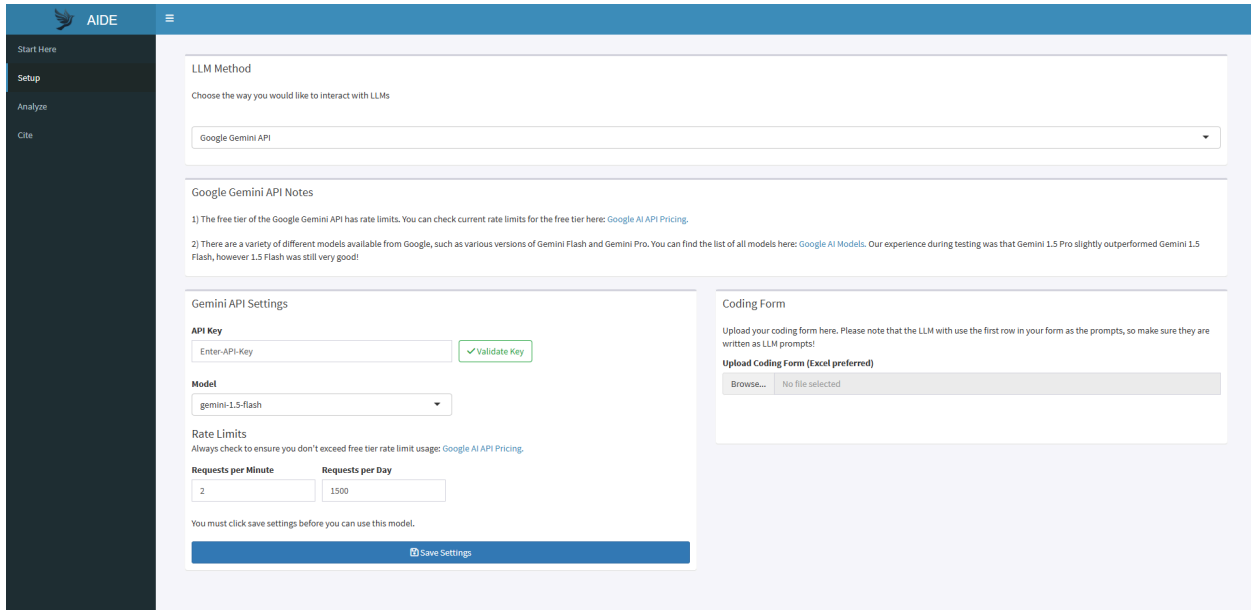 AIDE
Start Here
Setup
Analyze
Cite
LLM Method
Choose the way you would like to interact with LLMs
Google Gemini API
Google Gemini API Notes
1) The free tier of the Google Gemini API has rate limits. You can check current rate limits for the free tier here: Google AI API Pricing.
2) There are a variety of different models available from Google, such as various versions of Gemini Flash and Gemini Pro. You can find the list of all models here: Google AI Models. Our experience during testing was that Gemini 1.5 Pro slightly outperformed Gemini 1.5
Flash, however 1.5 Flash was still very good!
Gemini API Settings
API Key
Enter-API-Key
Validate Key
Model
gemini-1.5-flash
Rate Limits
Always check to ensure you don't exceed free tier rate limit usage: Google AI API Pricing.
Requests per Minute
Requests per Day
2
1500
You must click save settings before you can use this model.
Save Settings
Coding Form
Upload your coding form here. Please note that the LLM with use the first row in your form as the prompts, so make sure they are
written as LLM prompts!
Upload Coding Form (Excel preferred)
Browse...
No file selected